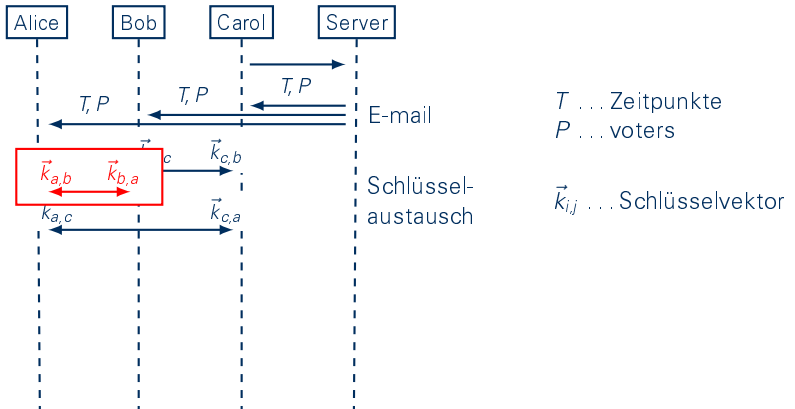 Alice Bob Carol Server
T, P
T, P
T, P
E-mail
T ... Zeitpunkte
P ... voters
k⃗c,b
k⃗a,b k⃗b,a
Schlüssel-
austausch
k⃗i,j ... Schlüsselvektor
ka,c k⃗c,a